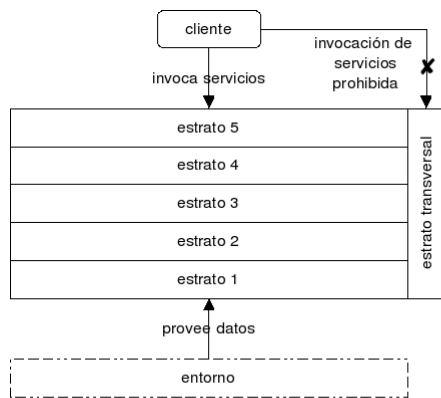 cliente
invocación de
servicios
prohibida
invoca servicios
estrato 5
estrato 4
estrato 3
estrato 2
estrato 1
estrato transversal
provee datos
entorno